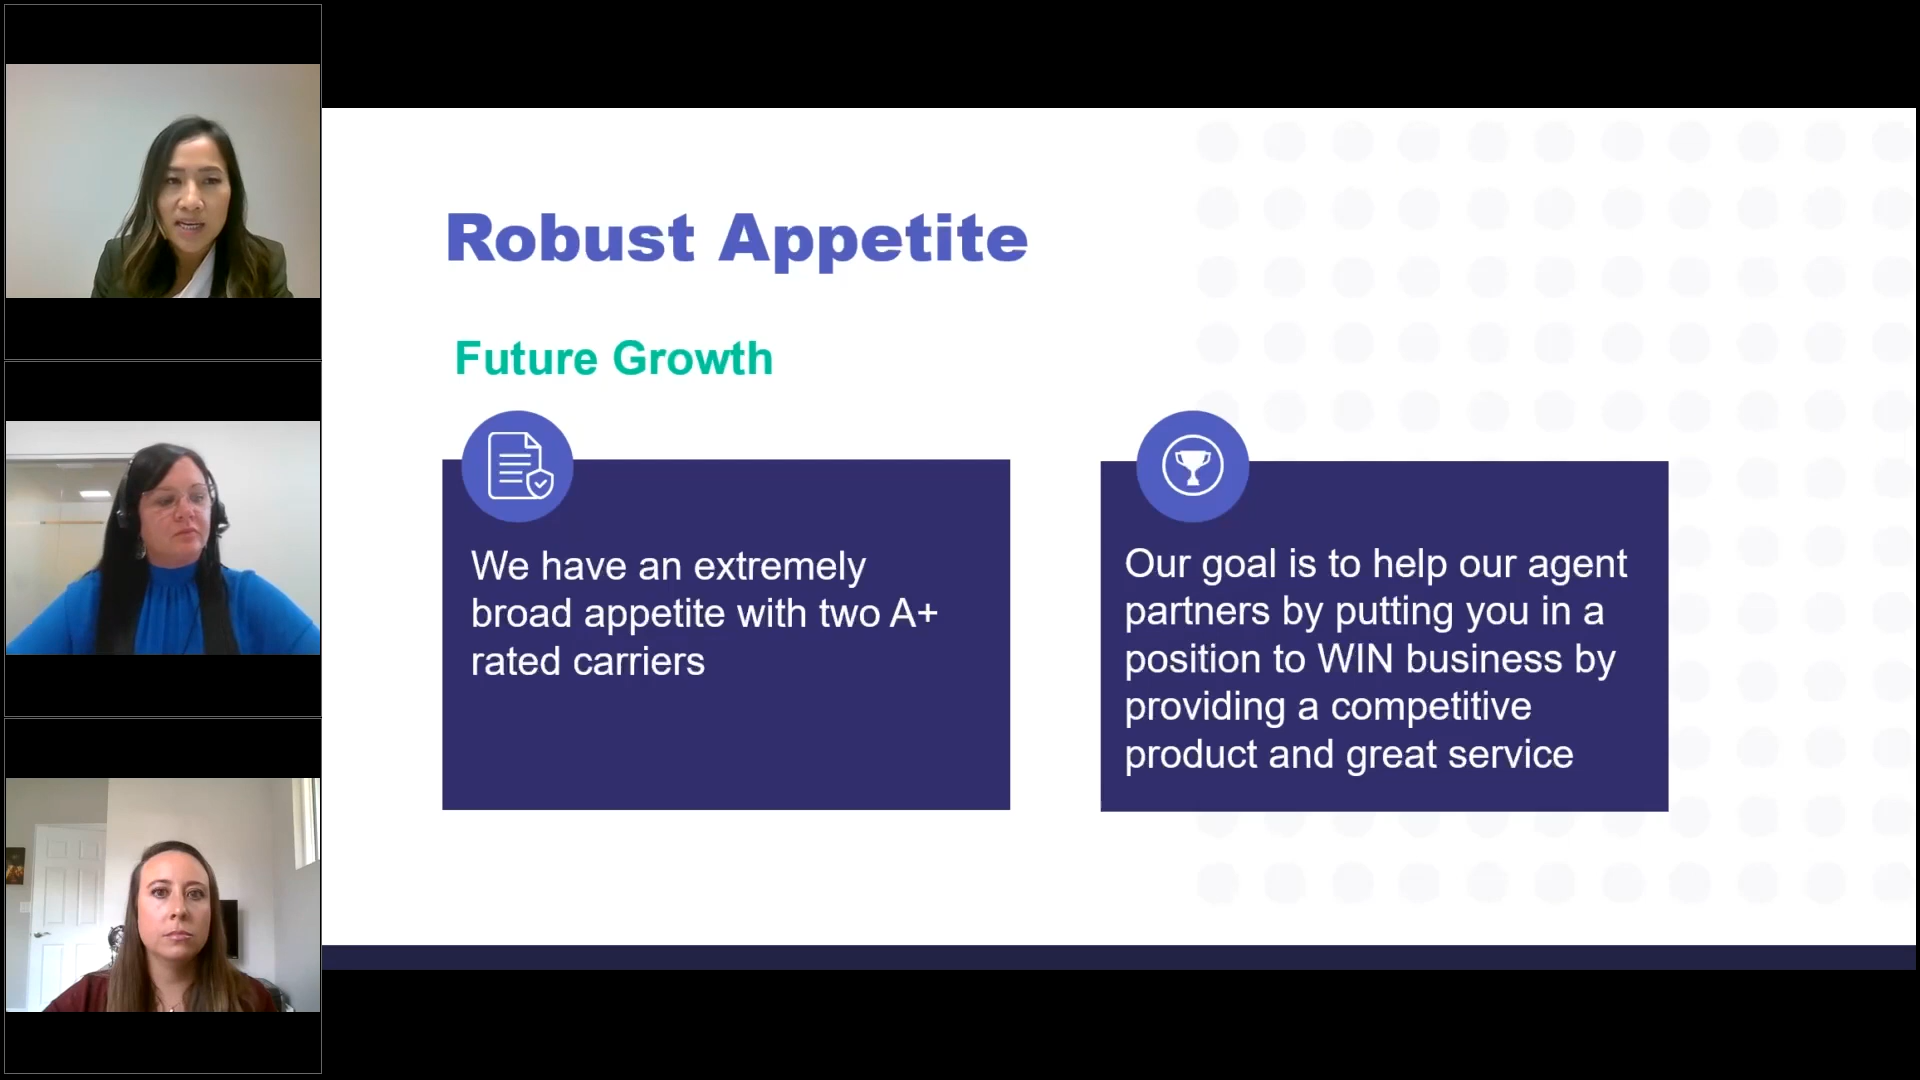 Robust Appetite
Future Growth
We have an extremely
broad appetite with two A+
rated carriers
Our goal is to help our agent
partners by putting you in a
position to WIN business by
providing a competitive
product and great service